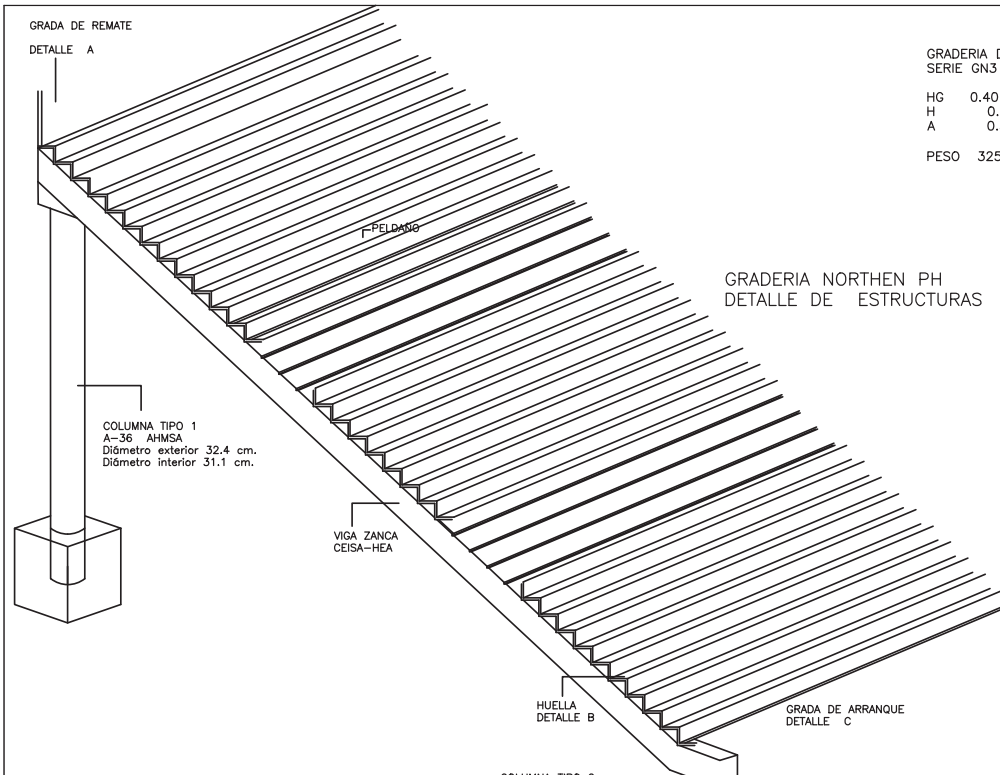 GRADA DE REMATE
DETALLE A
GRADERIA
SERIE GN3
HG 0.40
H 0.
A 0.
PESO 325
PELDAÑO
GRADERIA NORTHEN PH
DETALLE DE ESTRUCTURAS
COLUMNA TIPO 1
A-36 AHMSA
Diámetro exterior 32.4 cm.
Diámetro interior 31.1 cm.
VIGA ZANCA
CEISA-HEA
HUELLA
DETALLE B
GRADA DE ARRANQUE
DETALLE C